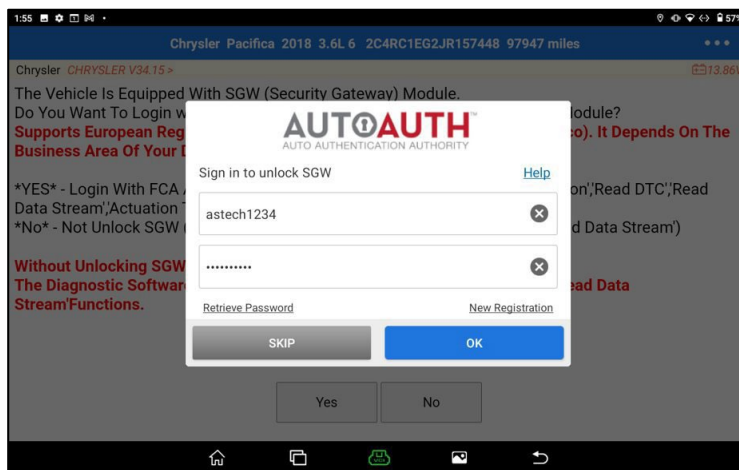 1:55
57%
Chrysler Pacifica 2018 3.6L 6 2C4RC1EG2JR157448 97947 miles
Chrysler CHRYSLER V34.15 >
13.86V
The Vehicle Is Equipped With SGW (Security Gateway) Module.
Do You Want To Login w
Module?
Supports European Reg
co). It Depends On The
Business Area Of Your D
AUTOAUTH™
AUTO AUTHENTICATION AUTHORITY
Sign in to unlock SGW
Help
*YES* - Login With FCA
on','Read DTC','Read
Data Stream','Actuation T
*No* - Not Unlock SGW (
d Data Stream')
astech1234
••••••••••
Without Unlocking SGW
The Diagnostic Softwar
ead Data
Stream'Functions.
Retrieve Password
New Registration
SKIP
OK
Yes
No